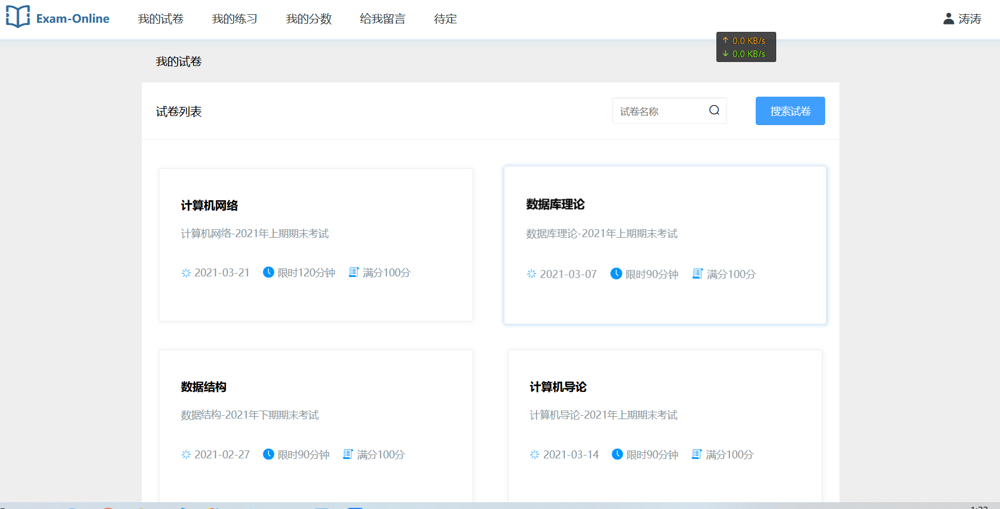 Exam-Online 我的试卷 我的练习 我的分数 给我留言 待定 涛涛
↑ 0.0 KB/s
↓ 0.0 KB/s
我的试卷
试卷列表 试卷名称 搜索试卷
计算机网络
计算机网络-2021年上期期末考试
2021-03-21 限时120分钟 满分100分
数据库理论
数据库理论-2021年上期期末考试
2021-03-07 限时90分钟 满分100分
数据结构
数据结构-2021年下期期末考试
2021-02-27 限时90分钟 满分100分
计算机导论
计算机导论-2021年上期期末考试
2021-03-14 限时90分钟 满分100分